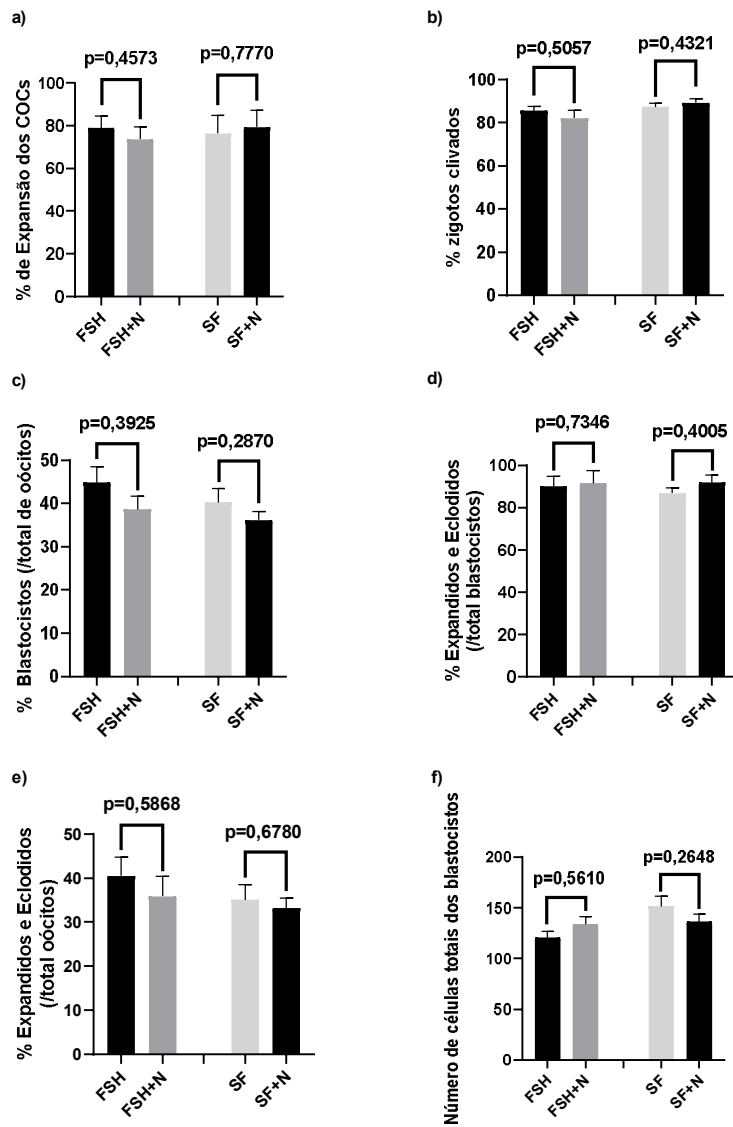 a)
p=0,4573
p=0,7770
% de Expansão dos COCs
100
80
60
40
20
0
FSH
FSH+N
SF
SF+N
b)
p=0,5057
p=0,4321
% zigotos clivados
100
80
60
40
20
0
FSH
FSH+N
SF
SF+N
c)
p=0,3925
p=0,2870
% Blastocistos (/total de oócitos)
50
40
30
20
10
0
FSH
FSH+N
SF
SF+N
d)
p=0,7346
p=0,4005
% Expandidos e Eclodidos
(/total blastocistos)
100
80
60
40
20
0
FSH
FSH+N
SF
SF+N
e)
p=0,5868
p=0,6780
% Expandidos e Eclodidos
(/total oócitos)
50
40
30
20
10
0
FSH
FSH+N
SF
SF+N
f)
p=0,5610
p=0,2648
Número de células totais dos blastocistos
200
150
100
50
0
FSH
FSH+N
SF
SF+N